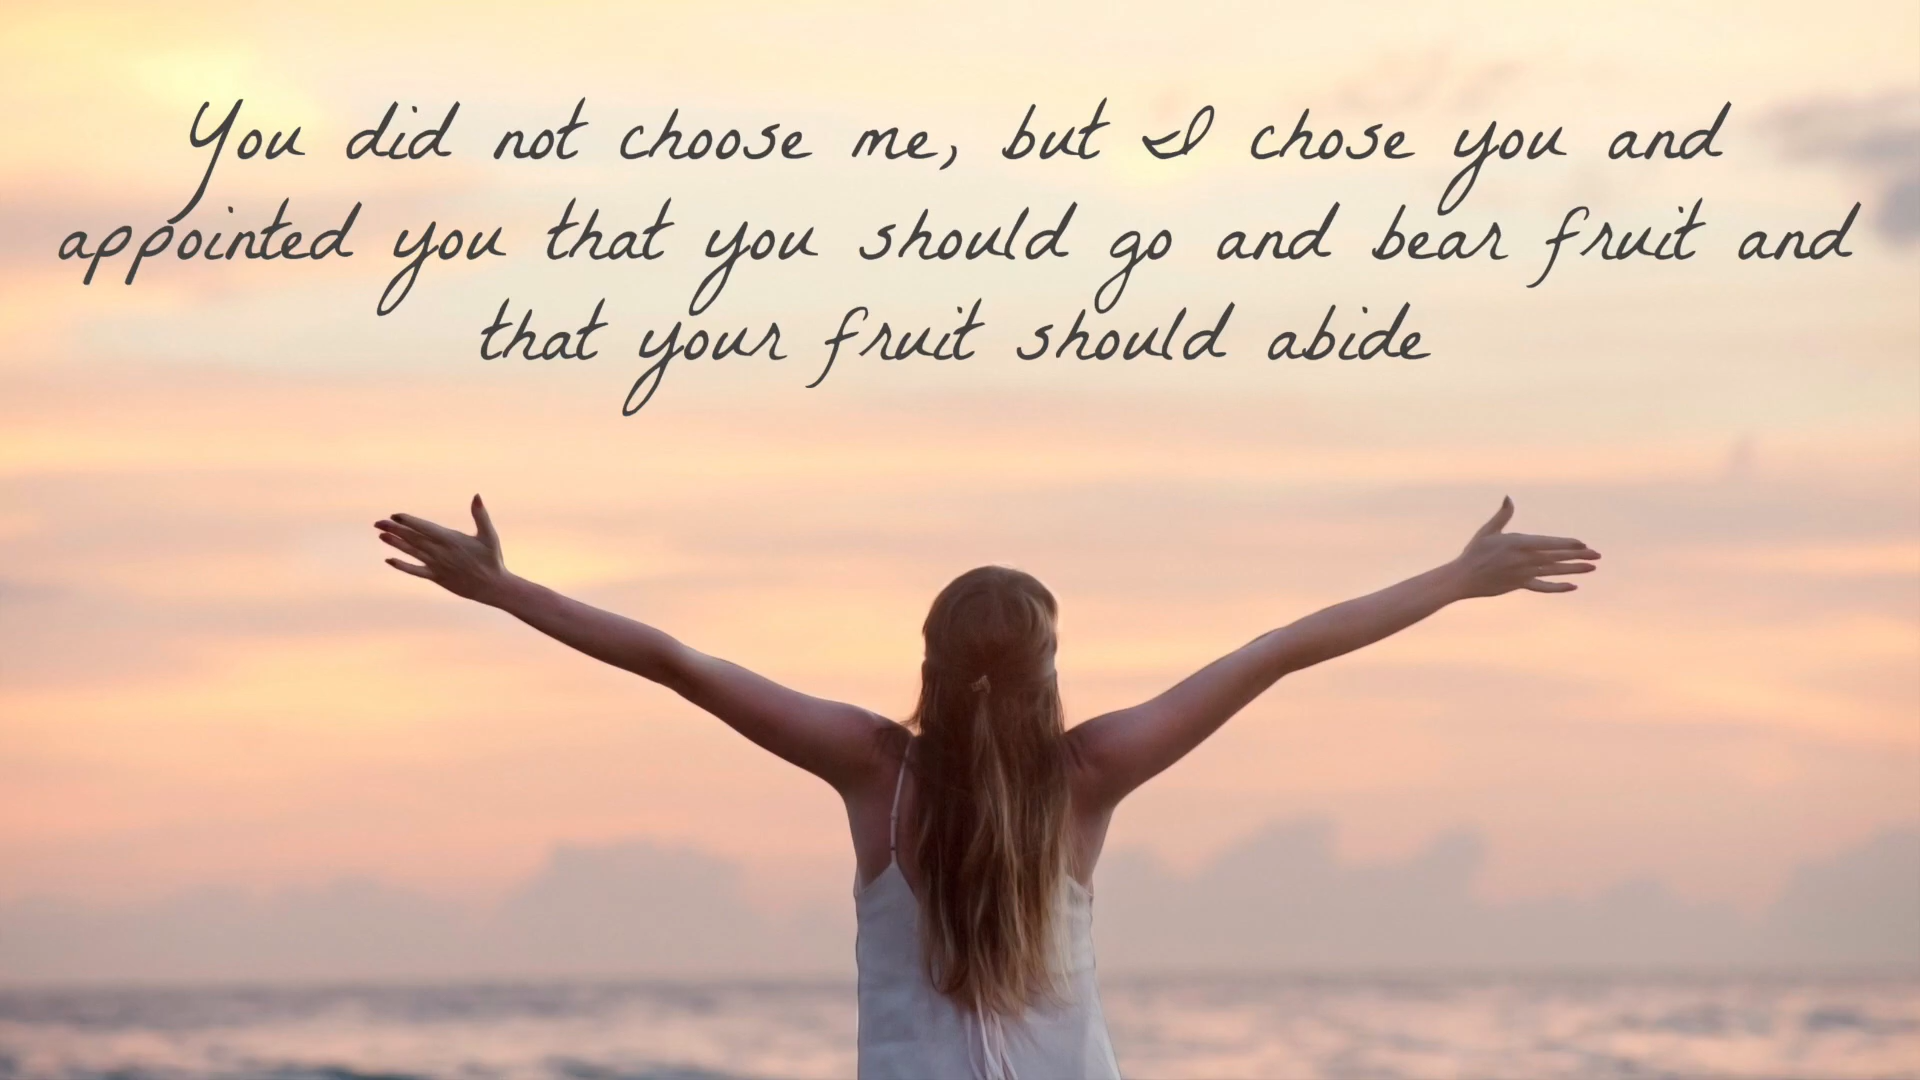 You did not choose me, but I chose you and
appointed you that you should go and bear fruit and
that your fruit should abide